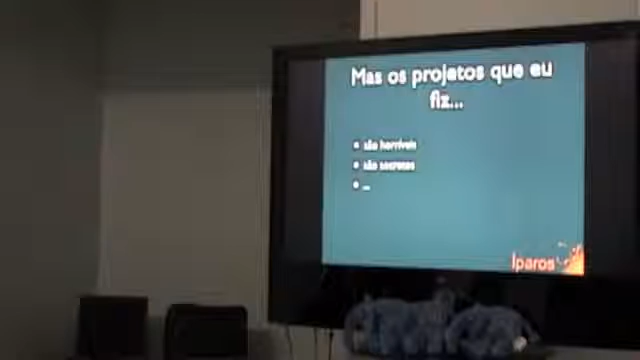 Mas os projetos que eu
fiz...
• são horríveis
• são secretos
• ...
Iparos